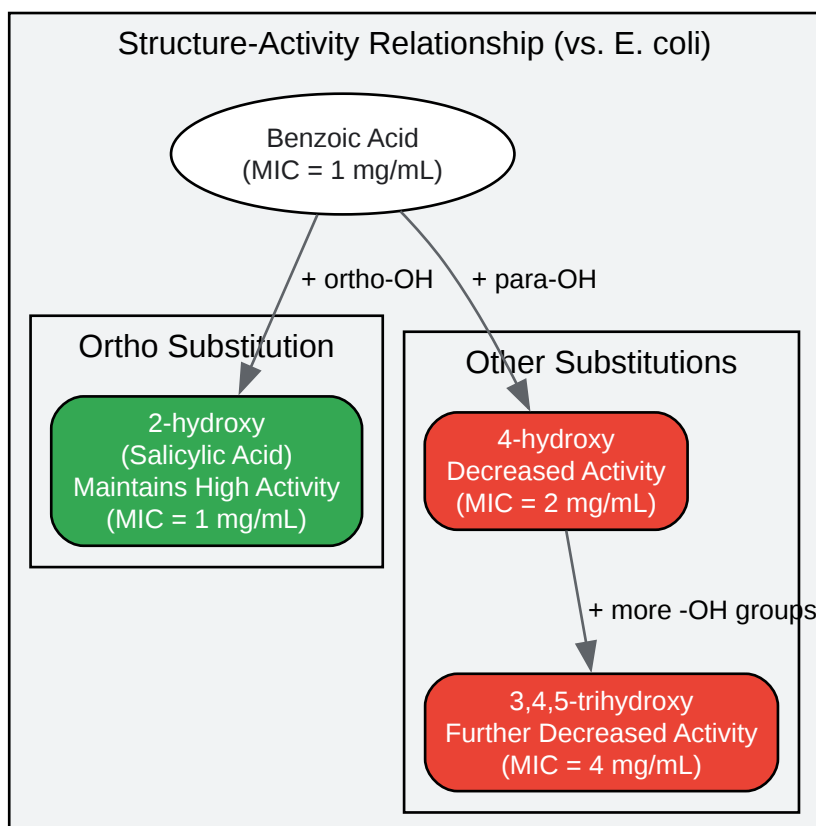 Structure-Activity Relationship (vs. E. coli)
Benzoic Acid
(MIC = 1 mg/mL)
+ ortho-OH
+ para-OH
Ortho Substitution
2-hydroxy
(Salicylic Acid)
Maintains High Activity
(MIC = 1 mg/mL)
Other Substitutions
4-hydroxy
Decreased Activity
(MIC = 2 mg/mL)
+ more -OH groups
3,4,5-trihydroxy
Further Decreased Activity
(MIC = 4 mg/mL)